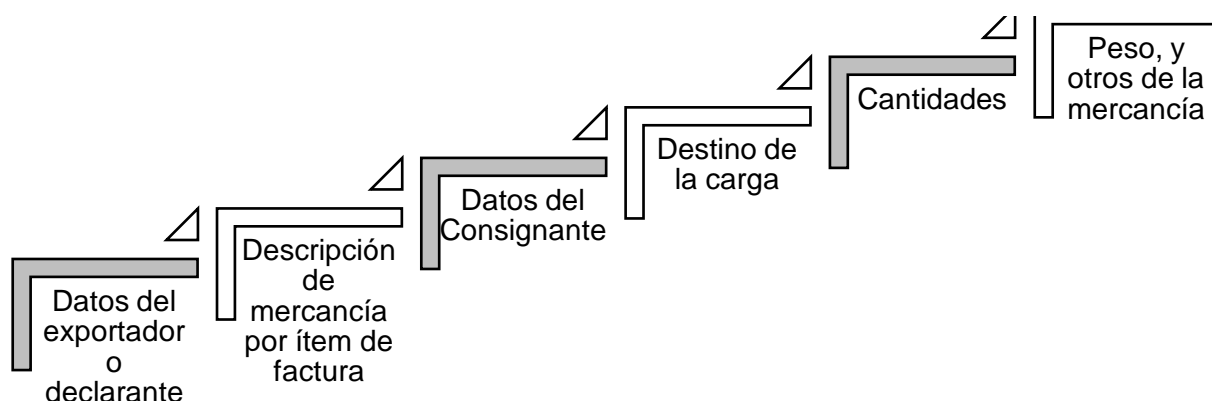 Datos del
exportador
o
declarante
Descripción
de
mercancía
por ítem de
factura
Datos del
Consignante
Destino de
la carga
Cantidades
Peso, y
otros de la
mercancía